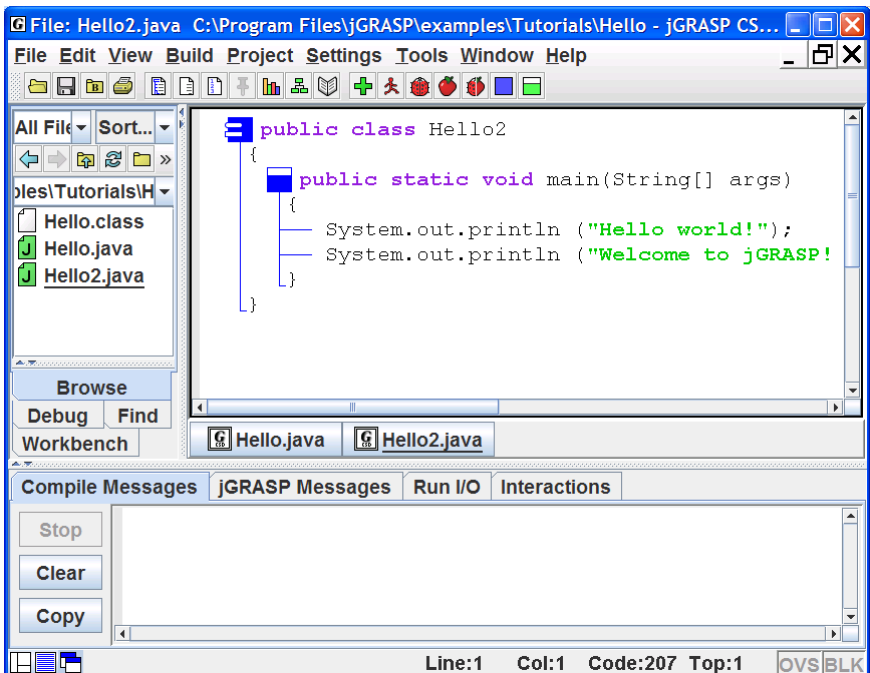 File: Hello2.java C:\Program Files\jGRASP\examples\Tutorials\Hello - jGRASP CS...
File Edit View Build Project Settings Tools Window Help
All File Sort...
»
ples\Tutorials\H
Hello.class
Hello.java
Hello2.java
Browse
Debug Find
Workbench
public class Hello2
{
public static void main(String[] args)
{
System.out.println ("Hello world!");
System.out.println ("Welcome to jGRASP!
}
}
Hello.java Hello2.java
Compile Messages jGRASP Messages Run I/O Interactions
Stop
Clear
Copy
Line:1 Col:1 Code:207 Top:1 OVS BLK